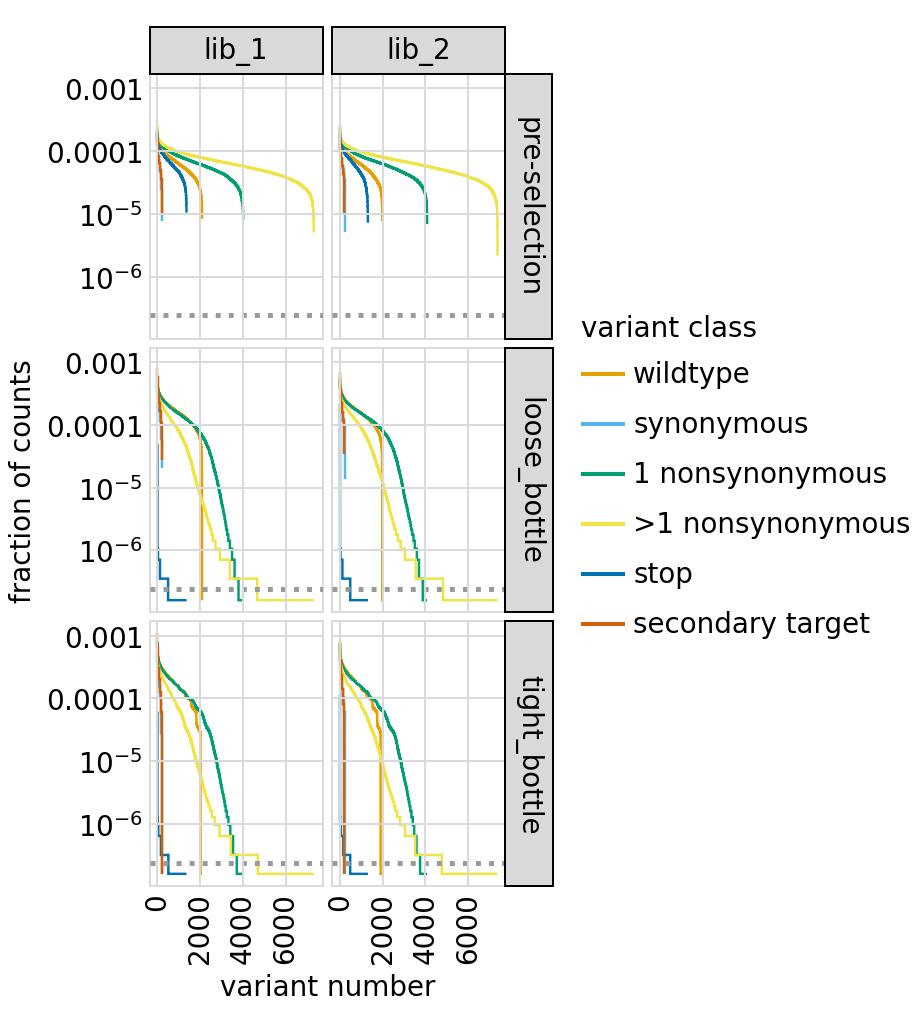 lib_1
lib_2
0.001
0.0001
10⁻⁵
10⁻⁶
pre-selection
0.001
0.0001
10⁻⁵
10⁻⁶
loose_bottle
0.001
0.0001
10⁻⁵
10⁻⁶
tight_bottle
fraction of counts
0
2000
4000
6000
0
2000
4000
6000
variant number
variant class
wildtype
synonymous
1 nonsynonymous
>1 nonsynonymous
stop
secondary target